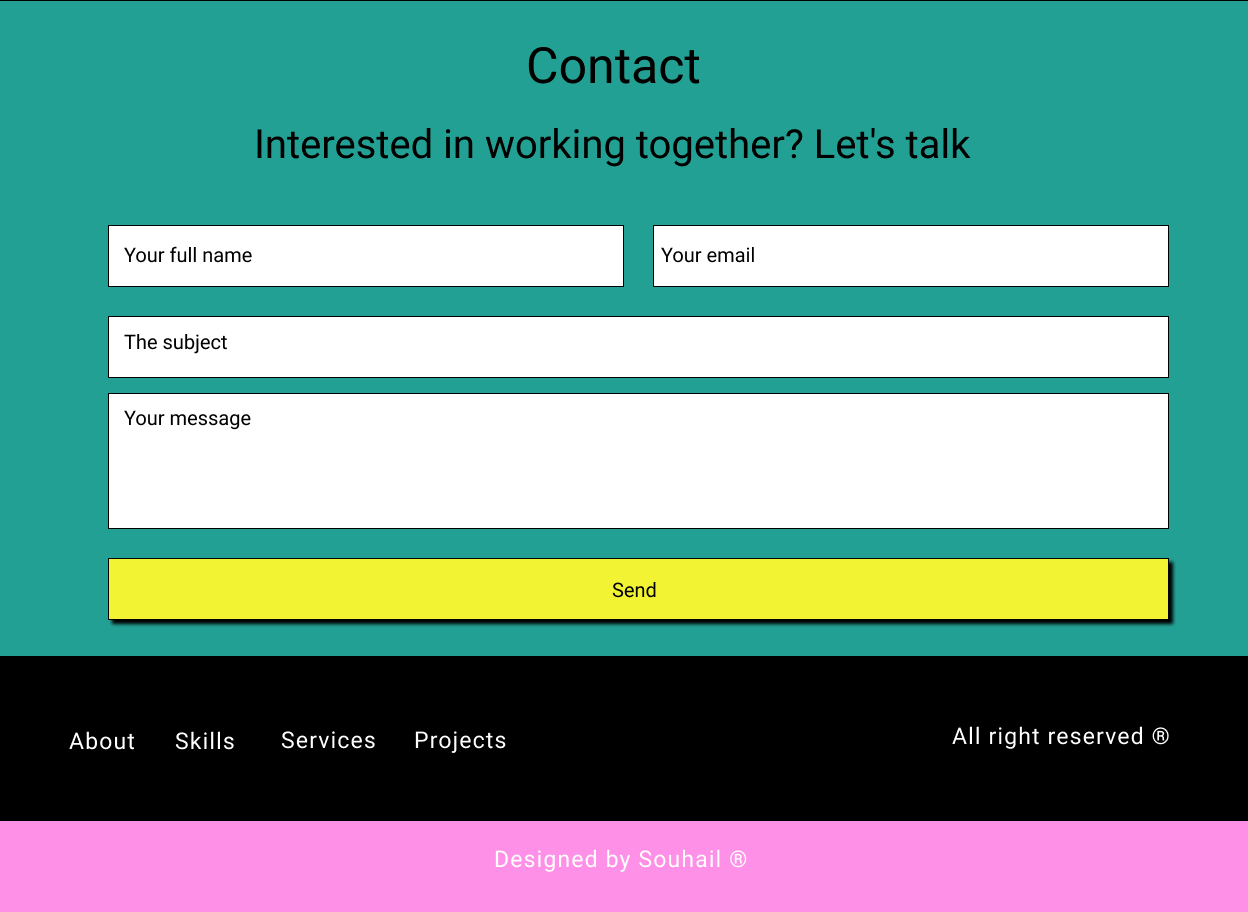 Contact
Interested in working together? Let's talk
Your full name
Your email
The subject
Your message
Send
About Skills Services Projects
All right reserved ®
Designed by Souhail ®